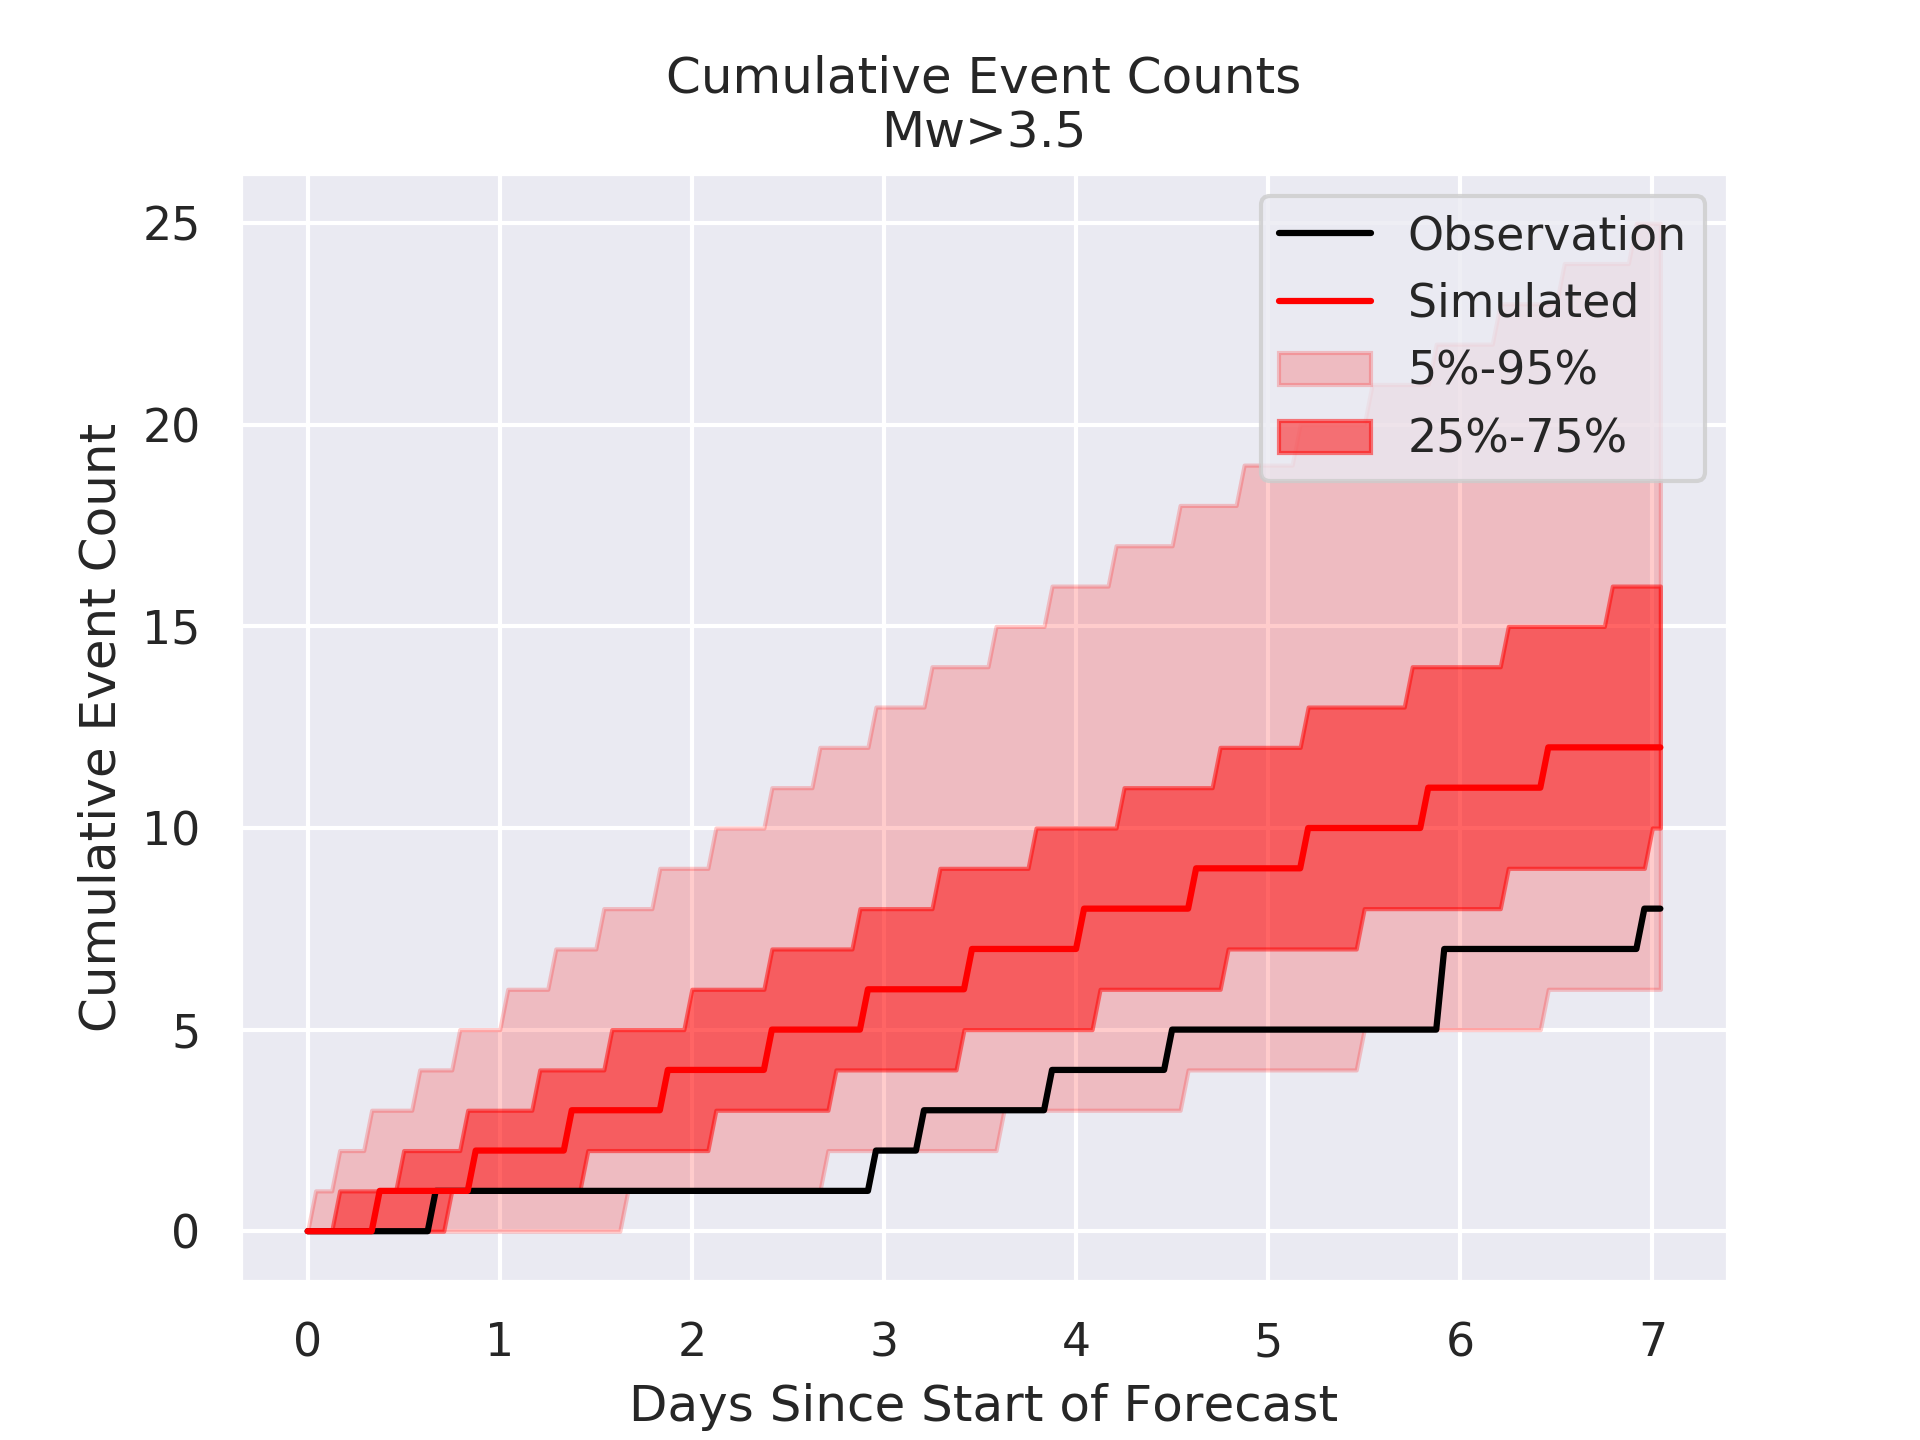 Cumulative Event Counts
Mw>3.5
Cumulative Event Count
25
20
15
10
5
0
Observation
Simulated
5%-95%
25%-75%
0 1 2 3 4 5 6 7
Days Since Start of Forecast